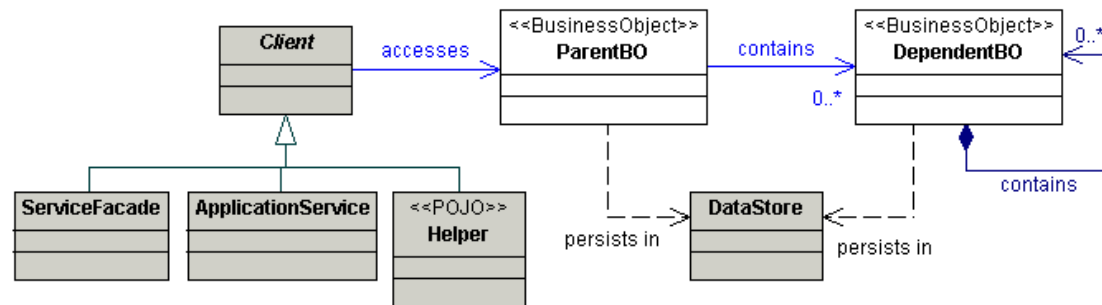 Client
accesses
<<BusinessObject>>
ParentBO
contains
0..*
<<BusinessObject>>
DependentBO
0..*
contains
ServiceFacade
ApplicationService
<<POJO>>
Helper
DataStore
persists in
persists in